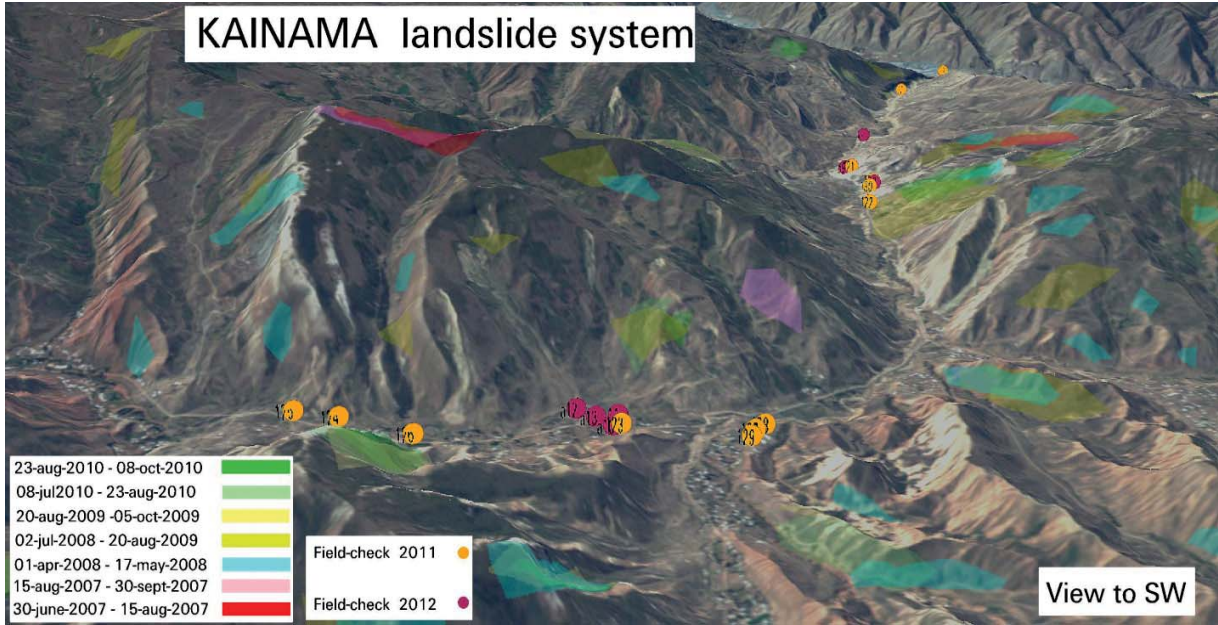 KAINAMA landslide system
23-aug-2010 - 08-oct-2010
08-jul2010 - 23-aug-2010
20-aug-2009 -05-oct-2009
02-jul-2008 - 20-aug-2009
01-apr-2008 - 17-may-2008
15-aug-2007 - 30-sept-2007
30-june-2007 - 15-aug-2007
Field-check 2011
Field-check 2012
View to SW
123
129